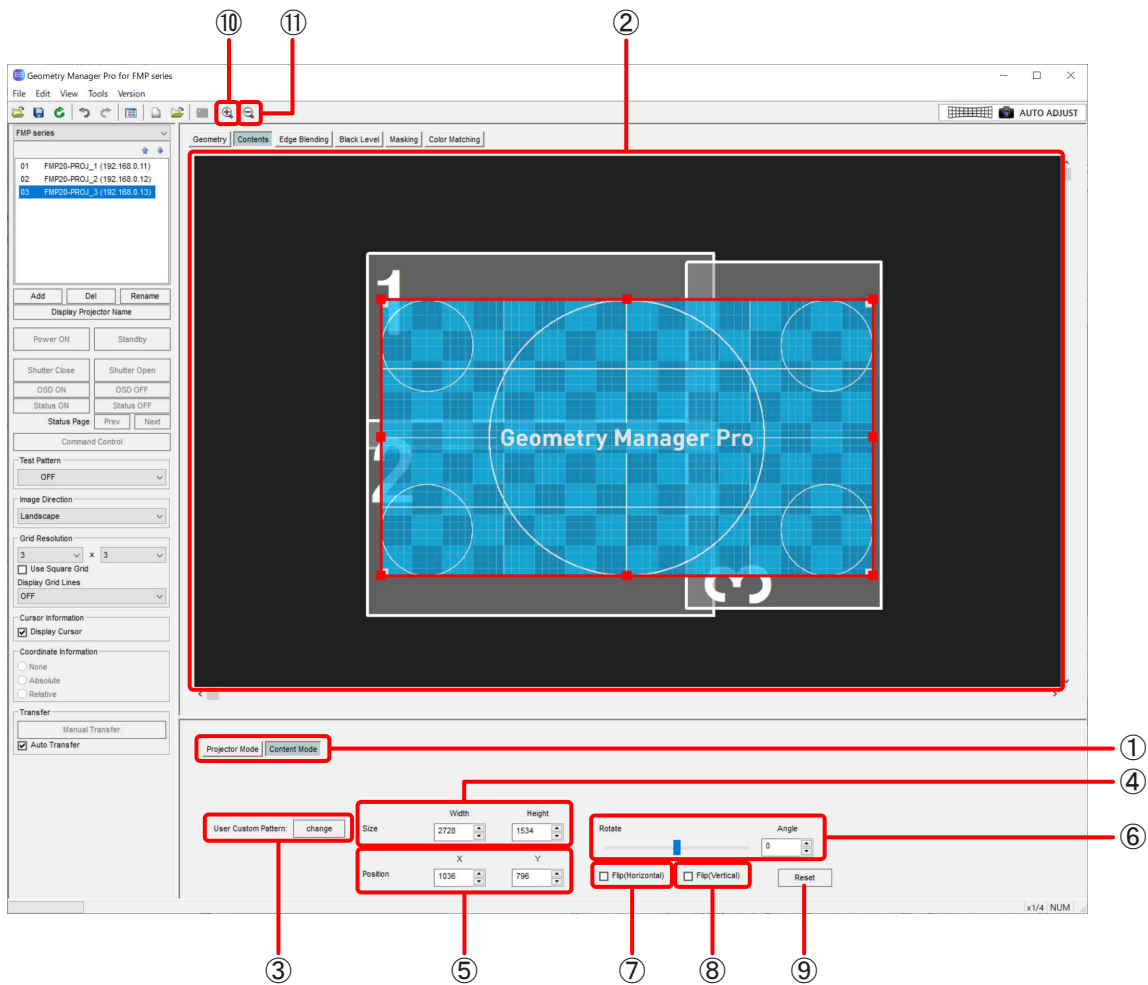 ⑩ ⑪ ②
Geometry Manager Pro for FMP series
File Edit View Tools Version
AUTO ADJUST
FMP series
Geometry Contents Edge Blending Black Level Masking Color Matching
01 FMP20-PROJ_1 (192.168.0.11)
02 FMP20-PROJ_2 (192.168.0.12)
03 FMP20-PROJ_3 (192.168.0.13)
1
2
3
Geometry Manager Pro
Add Del Rename
Display Projector Name
Power ON Standby
Shutter Close Shutter Open
OSD ON OSD OFF
Status ON Status OFF
Status Page Prev Next
Command Control
Test Pattern
OFF
Image Direction
Landscape
Grid Resolution
3 x 3
Use Square Grid
Display Grid Lines
OFF
Cursor Information
Display Cursor
Coordinate Information
None
Absolute
Relative
Transfer
Manual Transfer
Auto Transfer
Projector Mode Content Mode ①
④
User Custom Pattern: change
Width Height
Size 2728 1534
X Y
Position 1036 796
Rotate Angle
0
⑥
Flip(Horizontal) Flip(Vertical) Reset
x1/4 NUM
③ ⑤ ⑦ ⑧ ⑨